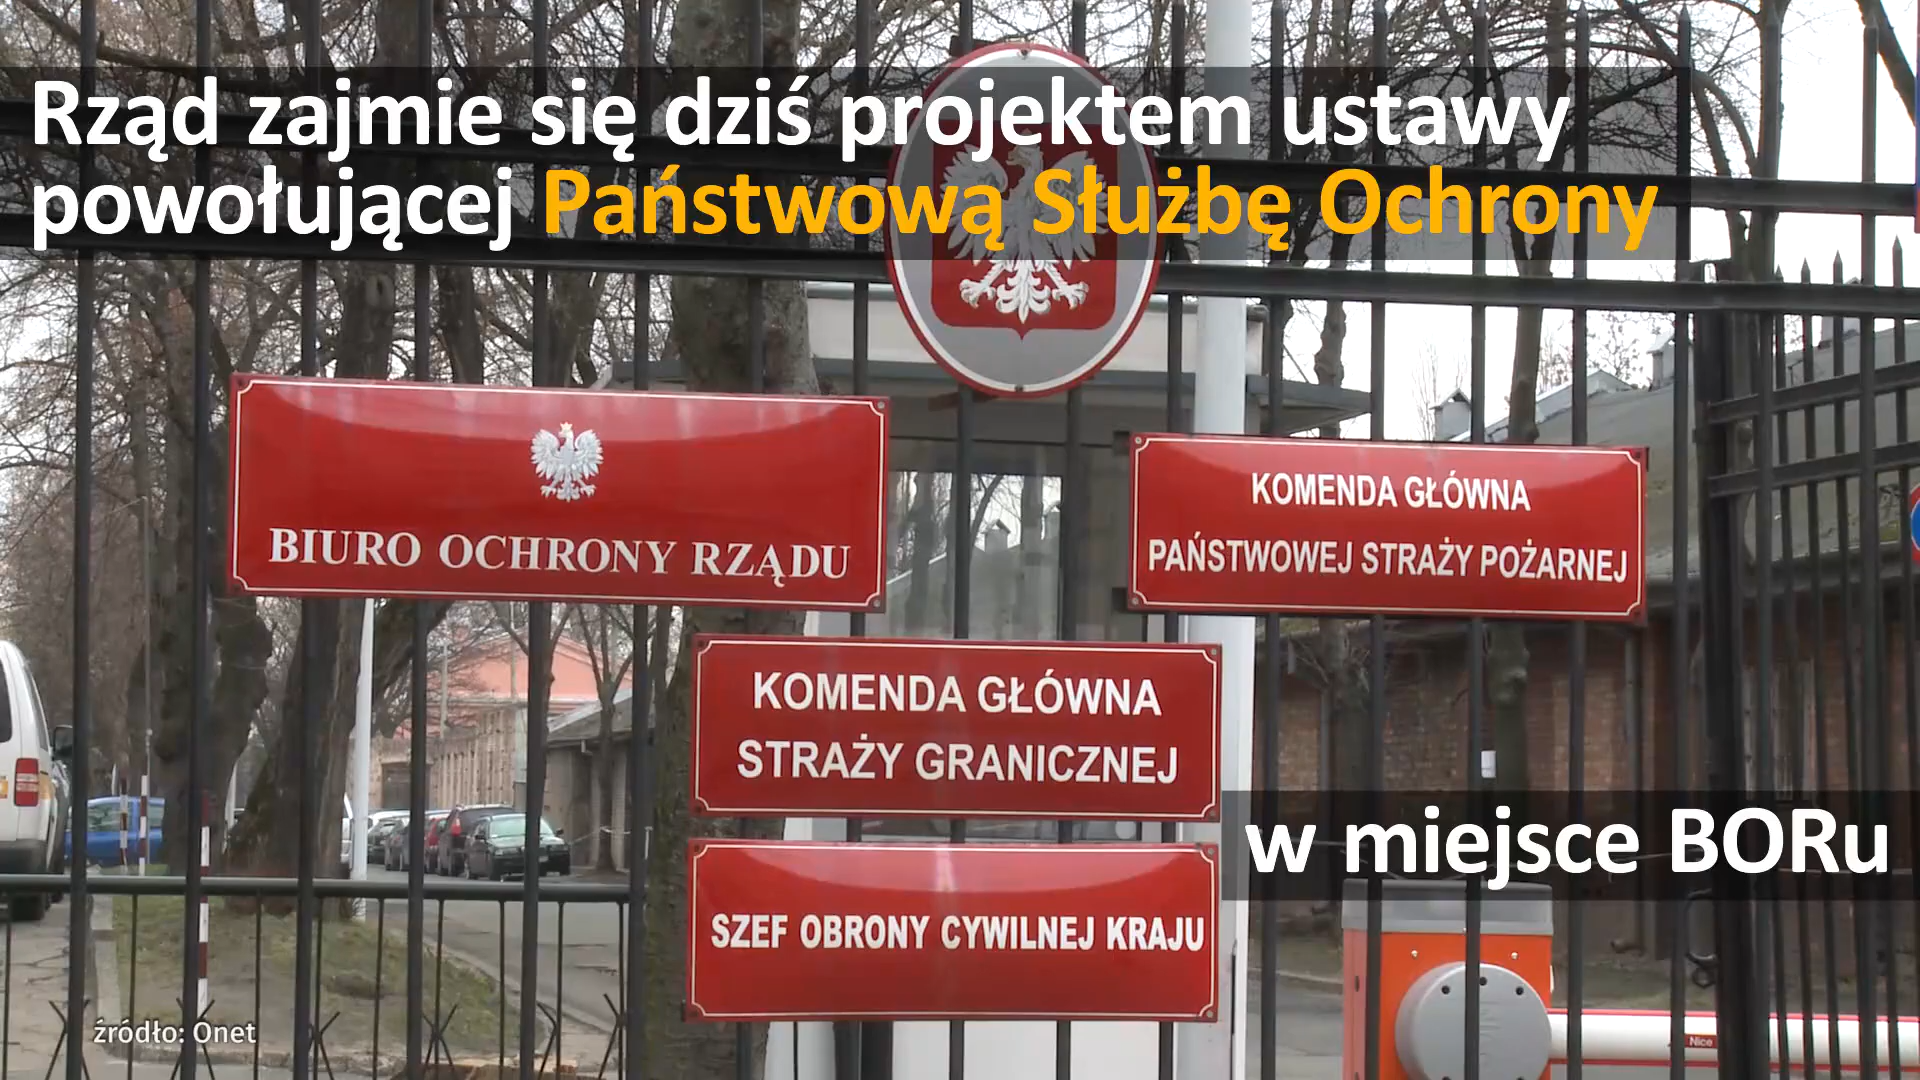 Rząd zajmie się dziś projektem ustawy
powołującej Państwową Służbę Ochrony
BIURO OCHRONY RZĄDU
KOMENDA GŁÓWNA
PAŃSTWOWEJ STRAŻY POŻARNEJ
KOMENDA GŁÓWNA
STRAŻY GRANICZNEJ
w miejsce BORu
SZEF OBRONY CYWILNEJ KRAJU
źródło: Onet
Nice